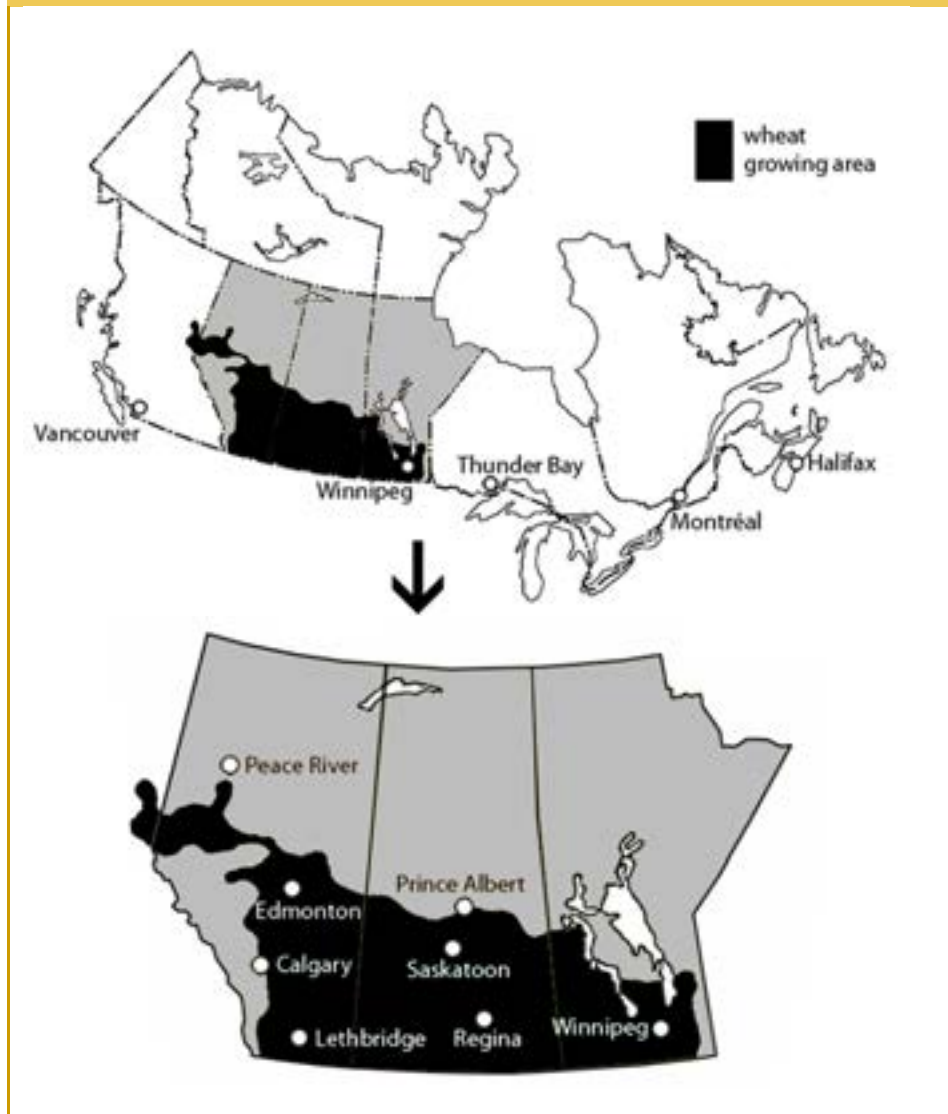 wheat
growing area
Vancouver
Winnipeg
Thunder Bay
Halifax
Montréal
Peace River
Prince Albert
Edmonton
Calgary
Saskatoon
Lethbridge
Regina
Winnipeg